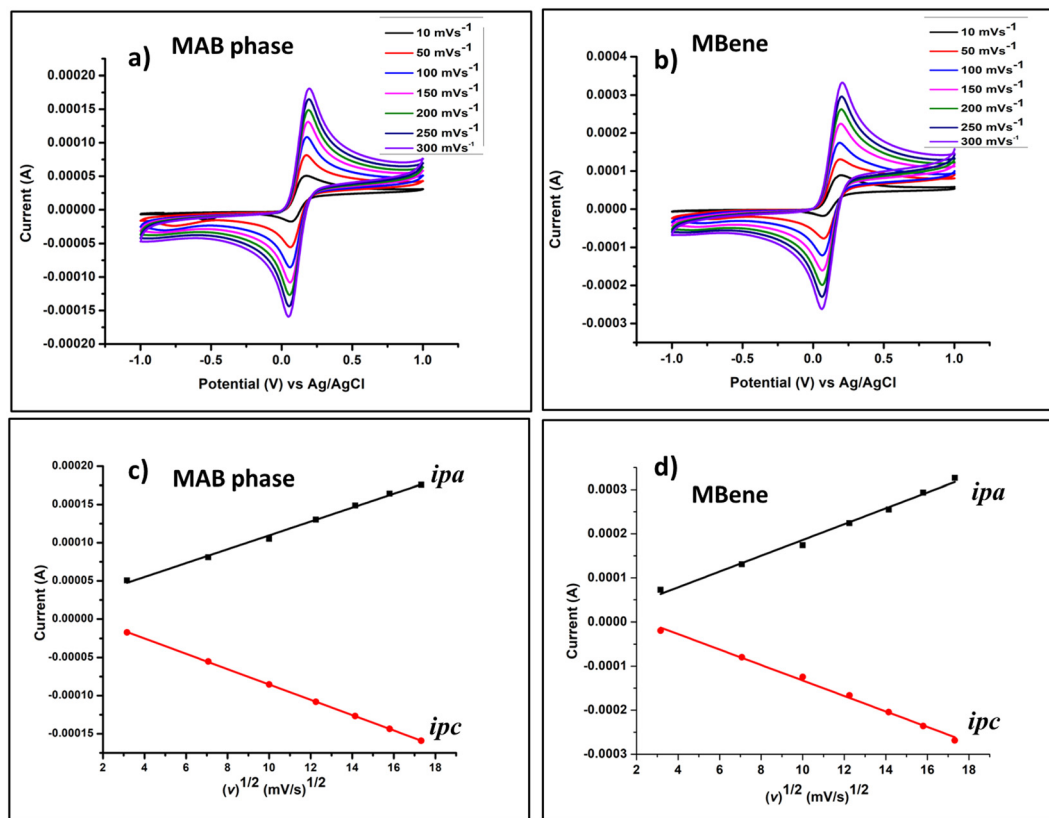 a)
MAB phase
10 mVs-1
50 mVs-1
100 mVs-1
150 mVs-1
200 mVs-1
250 mVs-1
300 mVs-1
0.00020
0.00015
0.00010
0.00005
0.00000
-0.00005
-0.00010
-0.00015
-0.00020
Current (A)
-1.0 -0.5 0.0 0.5 1.0
Potential (V) vs Ag/AgCl
b)
MBene
10 mVs-1
50 mVs-1
100 mVs-1
150 mVs-1
200 mVs-1
250 mVs-1
300 mVs-1
0.0004
0.0003
0.0002
0.0001
0.0000
-0.0001
-0.0002
-0.0003
Current (A)
-1.0 -0.5 0.0 0.5 1.0
Potential (V) vs Ag/AgCl
c)
MAB phase
ipa
0.00020
0.00015
0.00010
0.00005
0.00000
-0.00005
-0.00010
-0.00015
Current (A)
ipc
2 4 6 8 10 12 14 16 18
(v)1/2 (mV/s)1/2
d)
MBene
ipa
0.0003
0.0002
0.0001
0.0000
-0.0001
-0.0002
-0.0003
Current (A)
ipc
2 4 6 8 10 12 14 16 18
(v)1/2 (mV/s)1/2